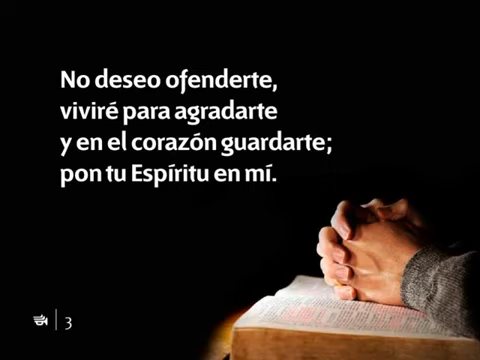 No deseo ofenderte,
viviré para agradarte
y en el corazón guardarte;
pon tu Espíritu en mí.
3